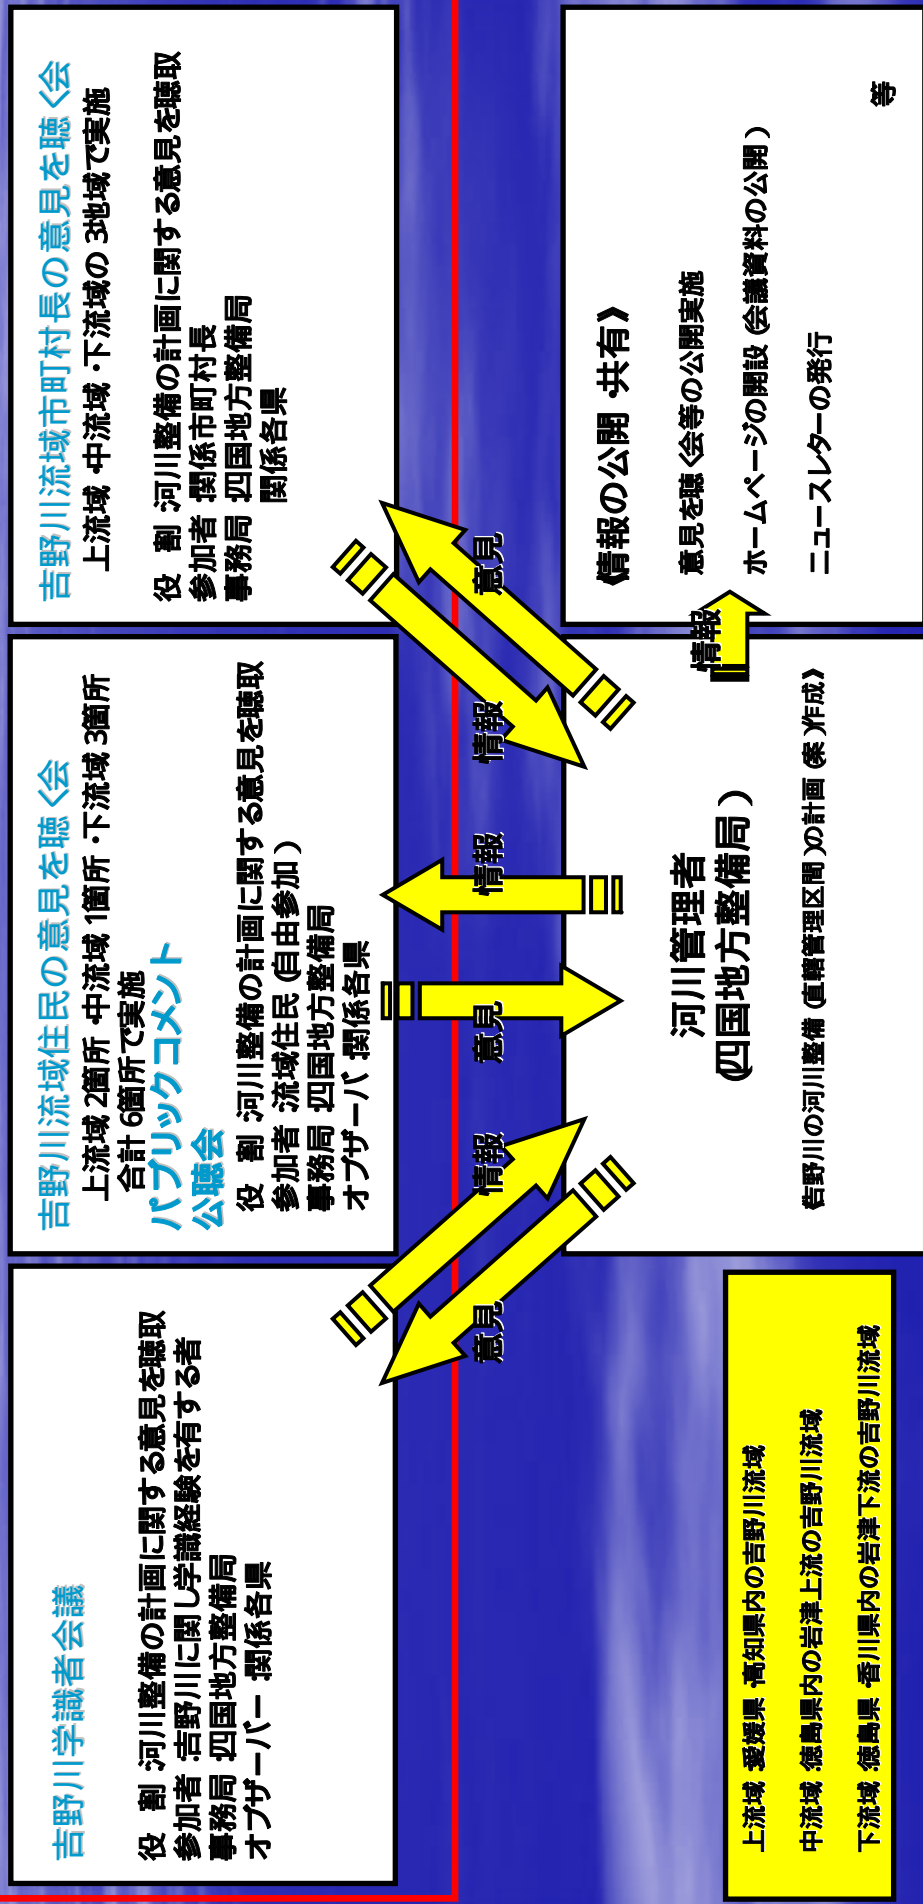 吉野川学識者会議
役　割:河川整備の計画に関する意見を聴取
参加者:吉野川に関し学識経験を有する者
事務局:四国地方整備局
オブザーバー:関係各県
吉野川流域住民の意見を聴く会
上流域2箇所・中流域1箇所・下流域3箇所
合計6箇所で実施
パブリックコメント
公聴会
役　割:河川整備の計画に関する意見を聴取
参加者:流域住民(自由参加)
事務局:四国地方整備局
オブザーバ:関係各県
吉野川流域市町村長の意見を聴く会
上流域・中流域・下流域の3地域で実施
役　割:河川整備の計画に関する意見を聴取
参加者:関係市町村長
事務局:四国地方整備局
関係各県
意見
情報
意見
情報
情報
意見
河川管理者
(四国地方整備局)
《吉野川の河川整備(直轄管理区間)の計画(案)作成》
情報
《情報の公開・共有》
意見を聴く会等の公開実施
ホームページの開設(会議資料の公開)
ニュースレターの発行
等
上流域:愛媛県・高知県内の吉野川流域
中流域:徳島県内の岩津上流の吉野川流域
下流域:徳島県・香川県内の岩津下流の吉野川流域